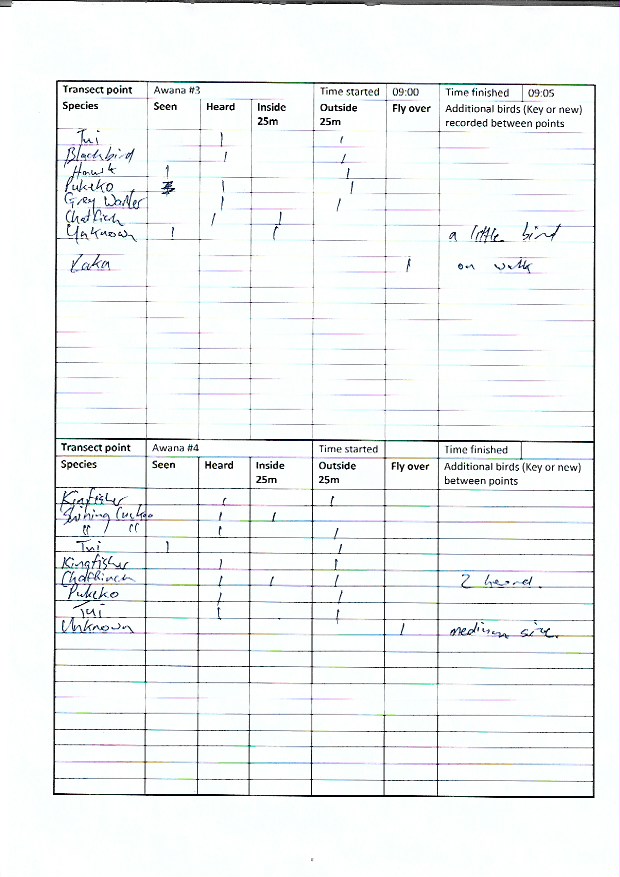 Transect point Awana #3 Time started 09:00 Time finished 09:05
Species Seen Heard Inside 25m Outside 25m Fly over Additional birds (Key or new) recorded between points
Tui | |
Blackbird | |
Hawk | |
Pukeko | |
Grey Warbler | |
Chaffinch | |
Unknown | | a little bird
Kaka | on walk
Transect point Awana #4 Time started Time finished
Species Seen Heard Inside 25m Outside 25m Fly over Additional birds (Key or new) between points
Kingfisher | |
Shining Cuckoo | |
" / " | |
Tui | |
Kingfisher | |
Chaffinch | | | 2 heard.
Pukeko | |
Tui | |
Unknown | medium size.